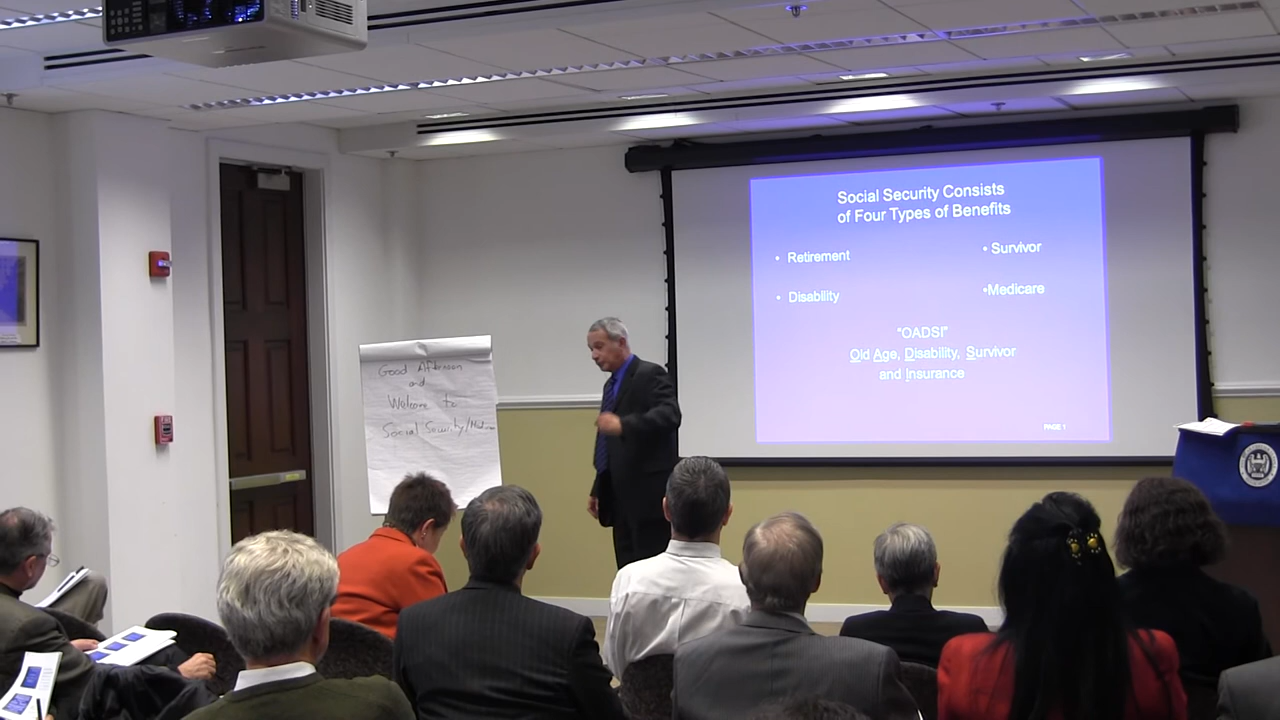 Good Afternoon
and
Welcome to
Social Security/
Social Security Consists
of Four Types of Benefits
• Retirement
• Survivor
• Disability
•Medicare
"OADSI"
Old Age, Disability, Survivor
and Insurance
PAGE 1
FIRE